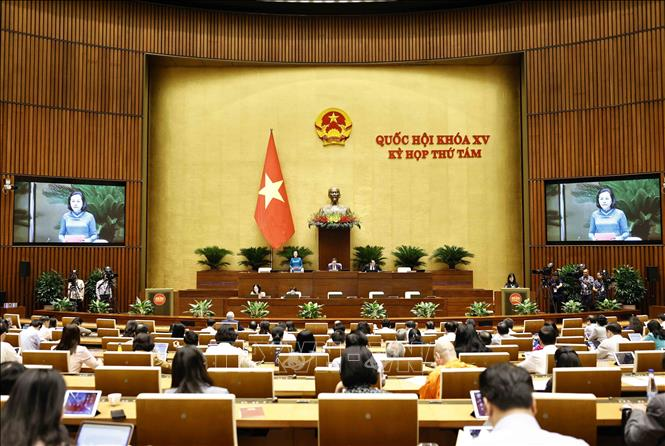 QUỐC HỘI KHÓA XV
KỲ HỌP THỨ TÁM